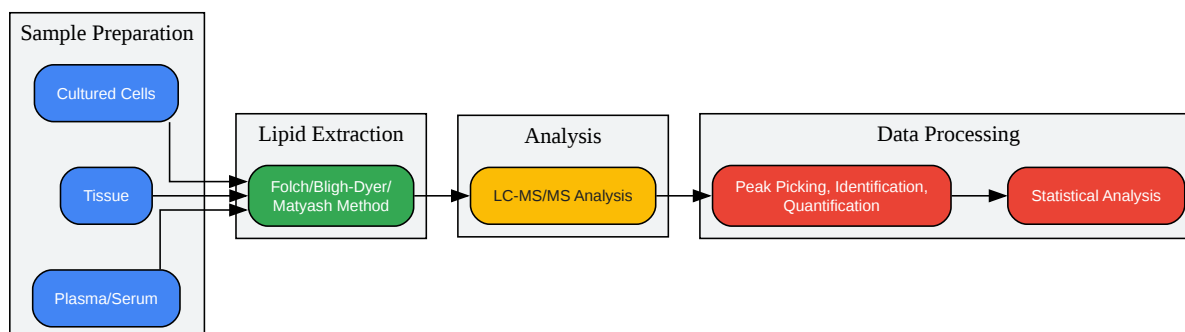 Sample Preparation
Cultured Cells
Tissue
Plasma/Serum
Lipid Extraction
Folch/Bligh-Dyer/
Matyash Method
Analysis
LC-MS/MS Analysis
Data Processing
Peak Picking, Identification,
Quantification
Statistical Analysis